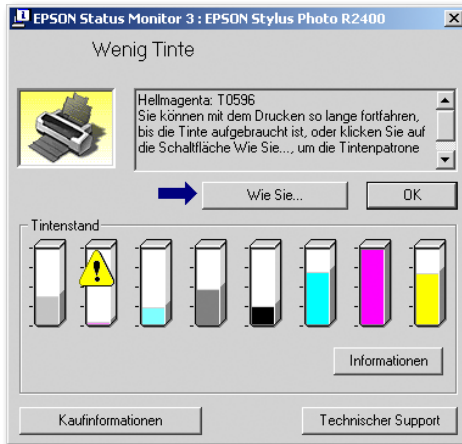 EPSON Status Monitor 3 : EPSON Stylus Photo R2400
Wenig Tinte
Hellmagenta: T0596
Sie können mit dem Drucken so lange fortfahren,
bis die Tinte aufgebraucht ist, oder klicken Sie auf
die Schaltfläche Wie Sie..., um die Tintenpatrone
Wie Sie...
OK
Tintenstand
Informationen
Kaufinformationen
Technischer Support